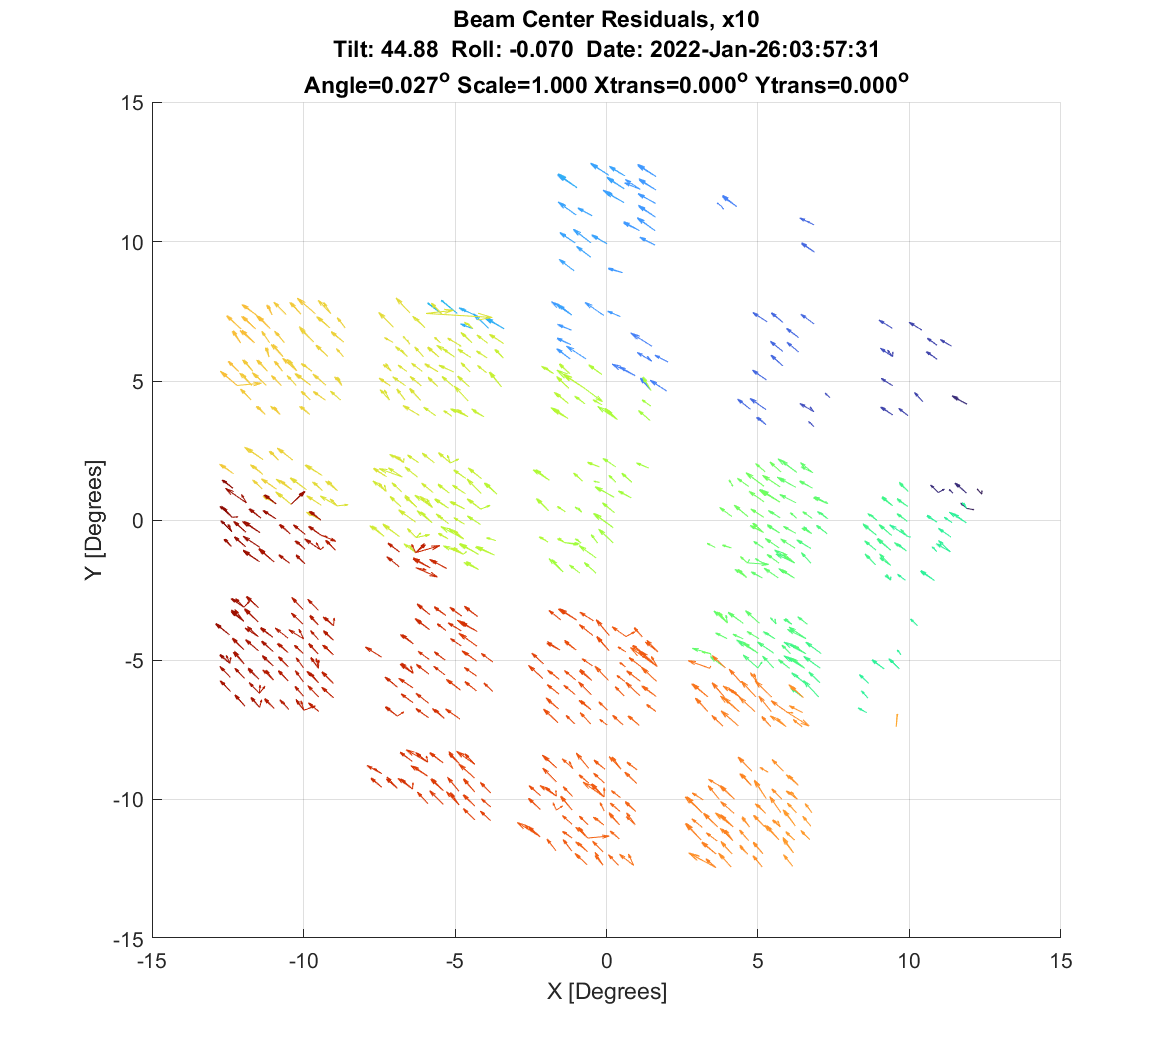 Beam Center Residuals, x10
Tilt: 44.88 Roll: -0.070 Date: 2022-Jan-26:03:57:31
Angle=0.027° Scale=1.000 Xtrans=0.000° Ytrans=0.000°
15
10
5
0
-5
-10
-15
Y [Degrees]
-15 -10 -5 0 5 10 15
X [Degrees]